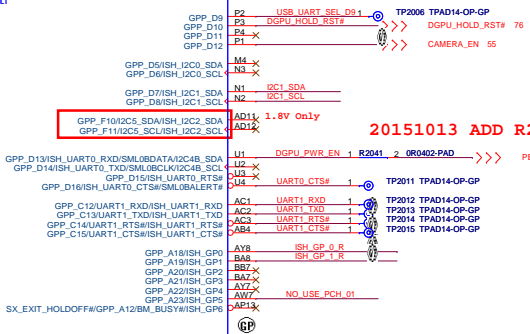 GPP_D9 P2 USB_UART_SEL_D9 1 TP2006 TPAD14-OP-GP
GPP_D10 P3 DGPU_HOLD_RST# DGPU_HOLD_RST# 76
GPP_D11 P4
GPP_D12 P1 CAMERA_EN 55
GPP_D5/ISH_I2C0_SDA M4
GPP_D6/ISH_I2C0_SCL N3
GPP_D7/ISH_I2C1_SDA N1 I2C1_SDA
GPP_D8/ISH_I2C1_SCL N2 I2C1_SCL
GPP_F10/I2C5_SDA/ISH_I2C2_SDA AD11 1.8V Only
GPP_F11/I2C5_SCL/ISH_I2C2_SCL AD12
20151013 ADD R2
GPP_D13/ISH_UART0_RXD/SML0BDATA/I2C4B_SDA U1 DGPU_PWR_EN 1 R2041 2 0R0402-PAD PE
GPP_D14/ISH_UART0_TXD/SML0BCLK/I2C4B_SCL U2
GPP_D15/ISH_UART0_RTS# U3
GPP_D16/ISH_UART0_CTS#/SML0BALERT# U4 UART0_CTS# 1 TP2011 TPAD14-OP-GP
GPP_C12/UART1_RXD/ISH_UART1_RXD AC1 UART1_RXD 1 TP2012 TPAD14-OP-GP
GPP_C13/UART1_TXD/ISH_UART1_TXD AC2 UART1_TXD 1 TP2013 TPAD14-OP-GP
GPP_C14/UART1_RTS#/ISH_UART1_RTS# AC3 UART1_RTS# 1 TP2014 TPAD14-OP-GP
GPP_C15/UART1_CTS#/ISH_UART1_CTS# AB4 UART1_CTS# 1 TP2015 TPAD14-OP-GP
GPP_A18/ISH_GP0 AY8 ISH_GP_0_R
GPP_A19/ISH_GP1 BA8 ISH_GP_1_R
GPP_A20/ISH_GP2 BB7
GPP_A21/ISH_GP3 BA7
GPP_A22/ISH_GP4 AY7
GPP_A23/ISH_GP5 AW7 NO_USE_PCH_01
SX_EXIT_HOLDOFF#/GPP_A12/BM_BUSY#/ISH_GP6 AP13
GP